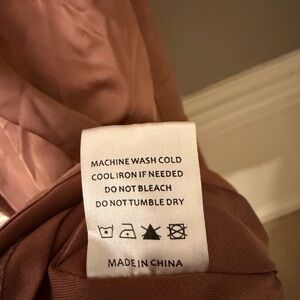 MACHINE WASH COLD
COOL IRON IF NEEDED
DO NOT BLEACH
DO NOT TUMBLE DRY
MADE IN CHINA